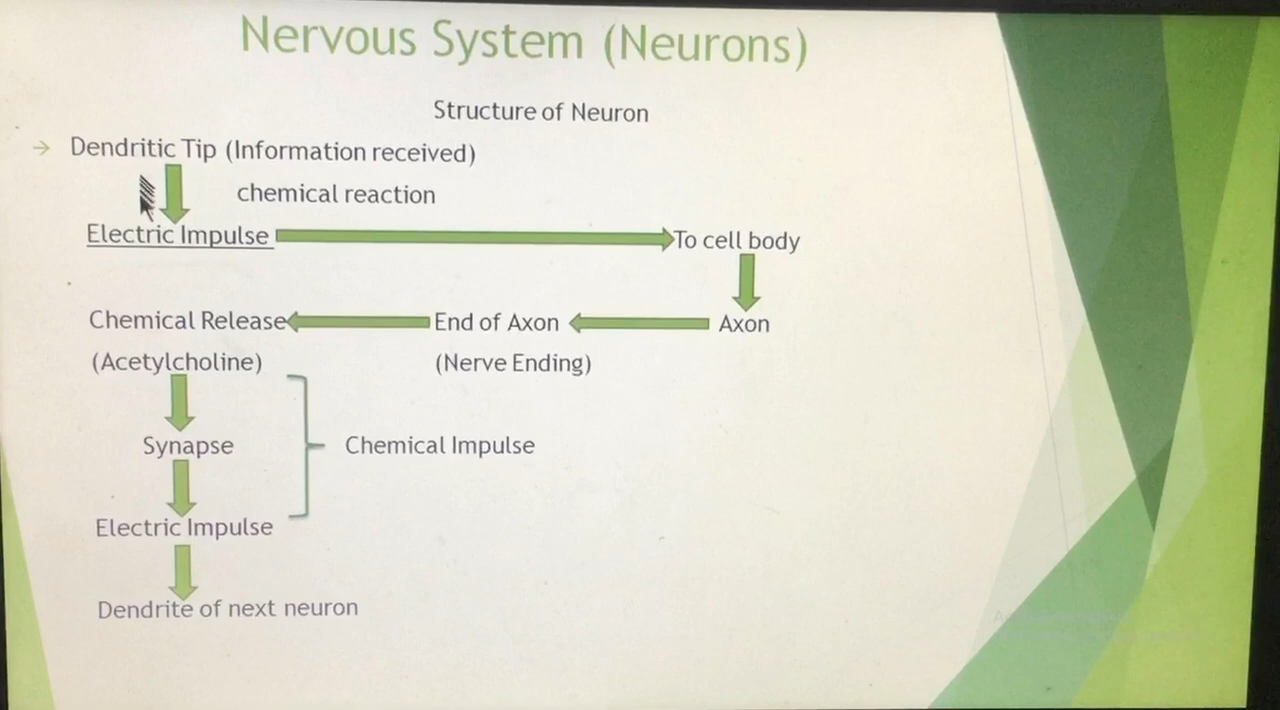 Nervous System (Neurons)
Structure of Neuron
→ Dendritic Tip (Information received)
chemical reaction
Electric Impulse To cell body
Chemical Release End of Axon Axon
(Acetylcholine) (Nerve Ending)
Synapse Chemical Impulse
Electric Impulse
Dendrite of next neuron